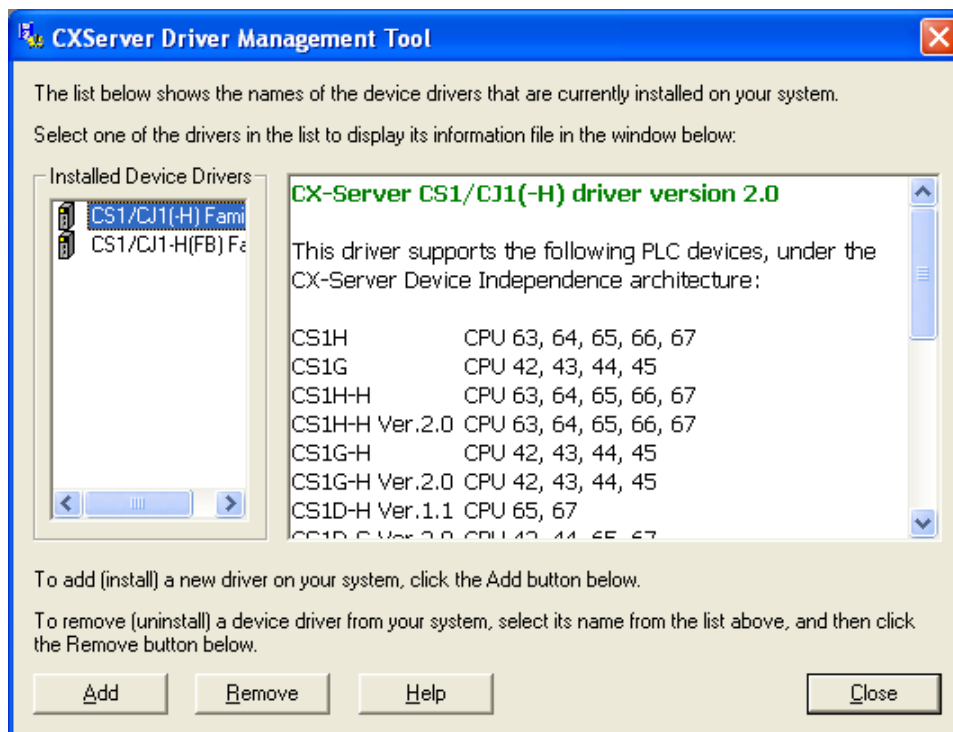 CXServer Driver Management Tool
The list below shows the names of the device drivers that are currently installed on your system.
Select one of the drivers in the list to display its information file in the window below:
Installed Device Drivers
CS1/CJ1(-H) Fami
CS1/CJ1-H(FB) Fa
CX-Server CS1/CJ1(-H) driver version 2.0
This driver supports the following PLC devices, under the
CX-Server Device Independence architecture:
CS1H CPU 63, 64, 65, 66, 67
CS1G CPU 42, 43, 44, 45
CS1H-H CPU 63, 64, 65, 66, 67
CS1H-H Ver.2.0 CPU 63, 64, 65, 66, 67
CS1G-H CPU 42, 43, 44, 45
CS1G-H Ver.2.0 CPU 42, 43, 44, 45
CS1D-H Ver.1.1 CPU 65, 67
To add (install) a new driver on your system, click the Add button below.
To remove (uninstall) a device driver from your system, select its name from the list above, and then click
the Remove button below.
Add Remove Help Close